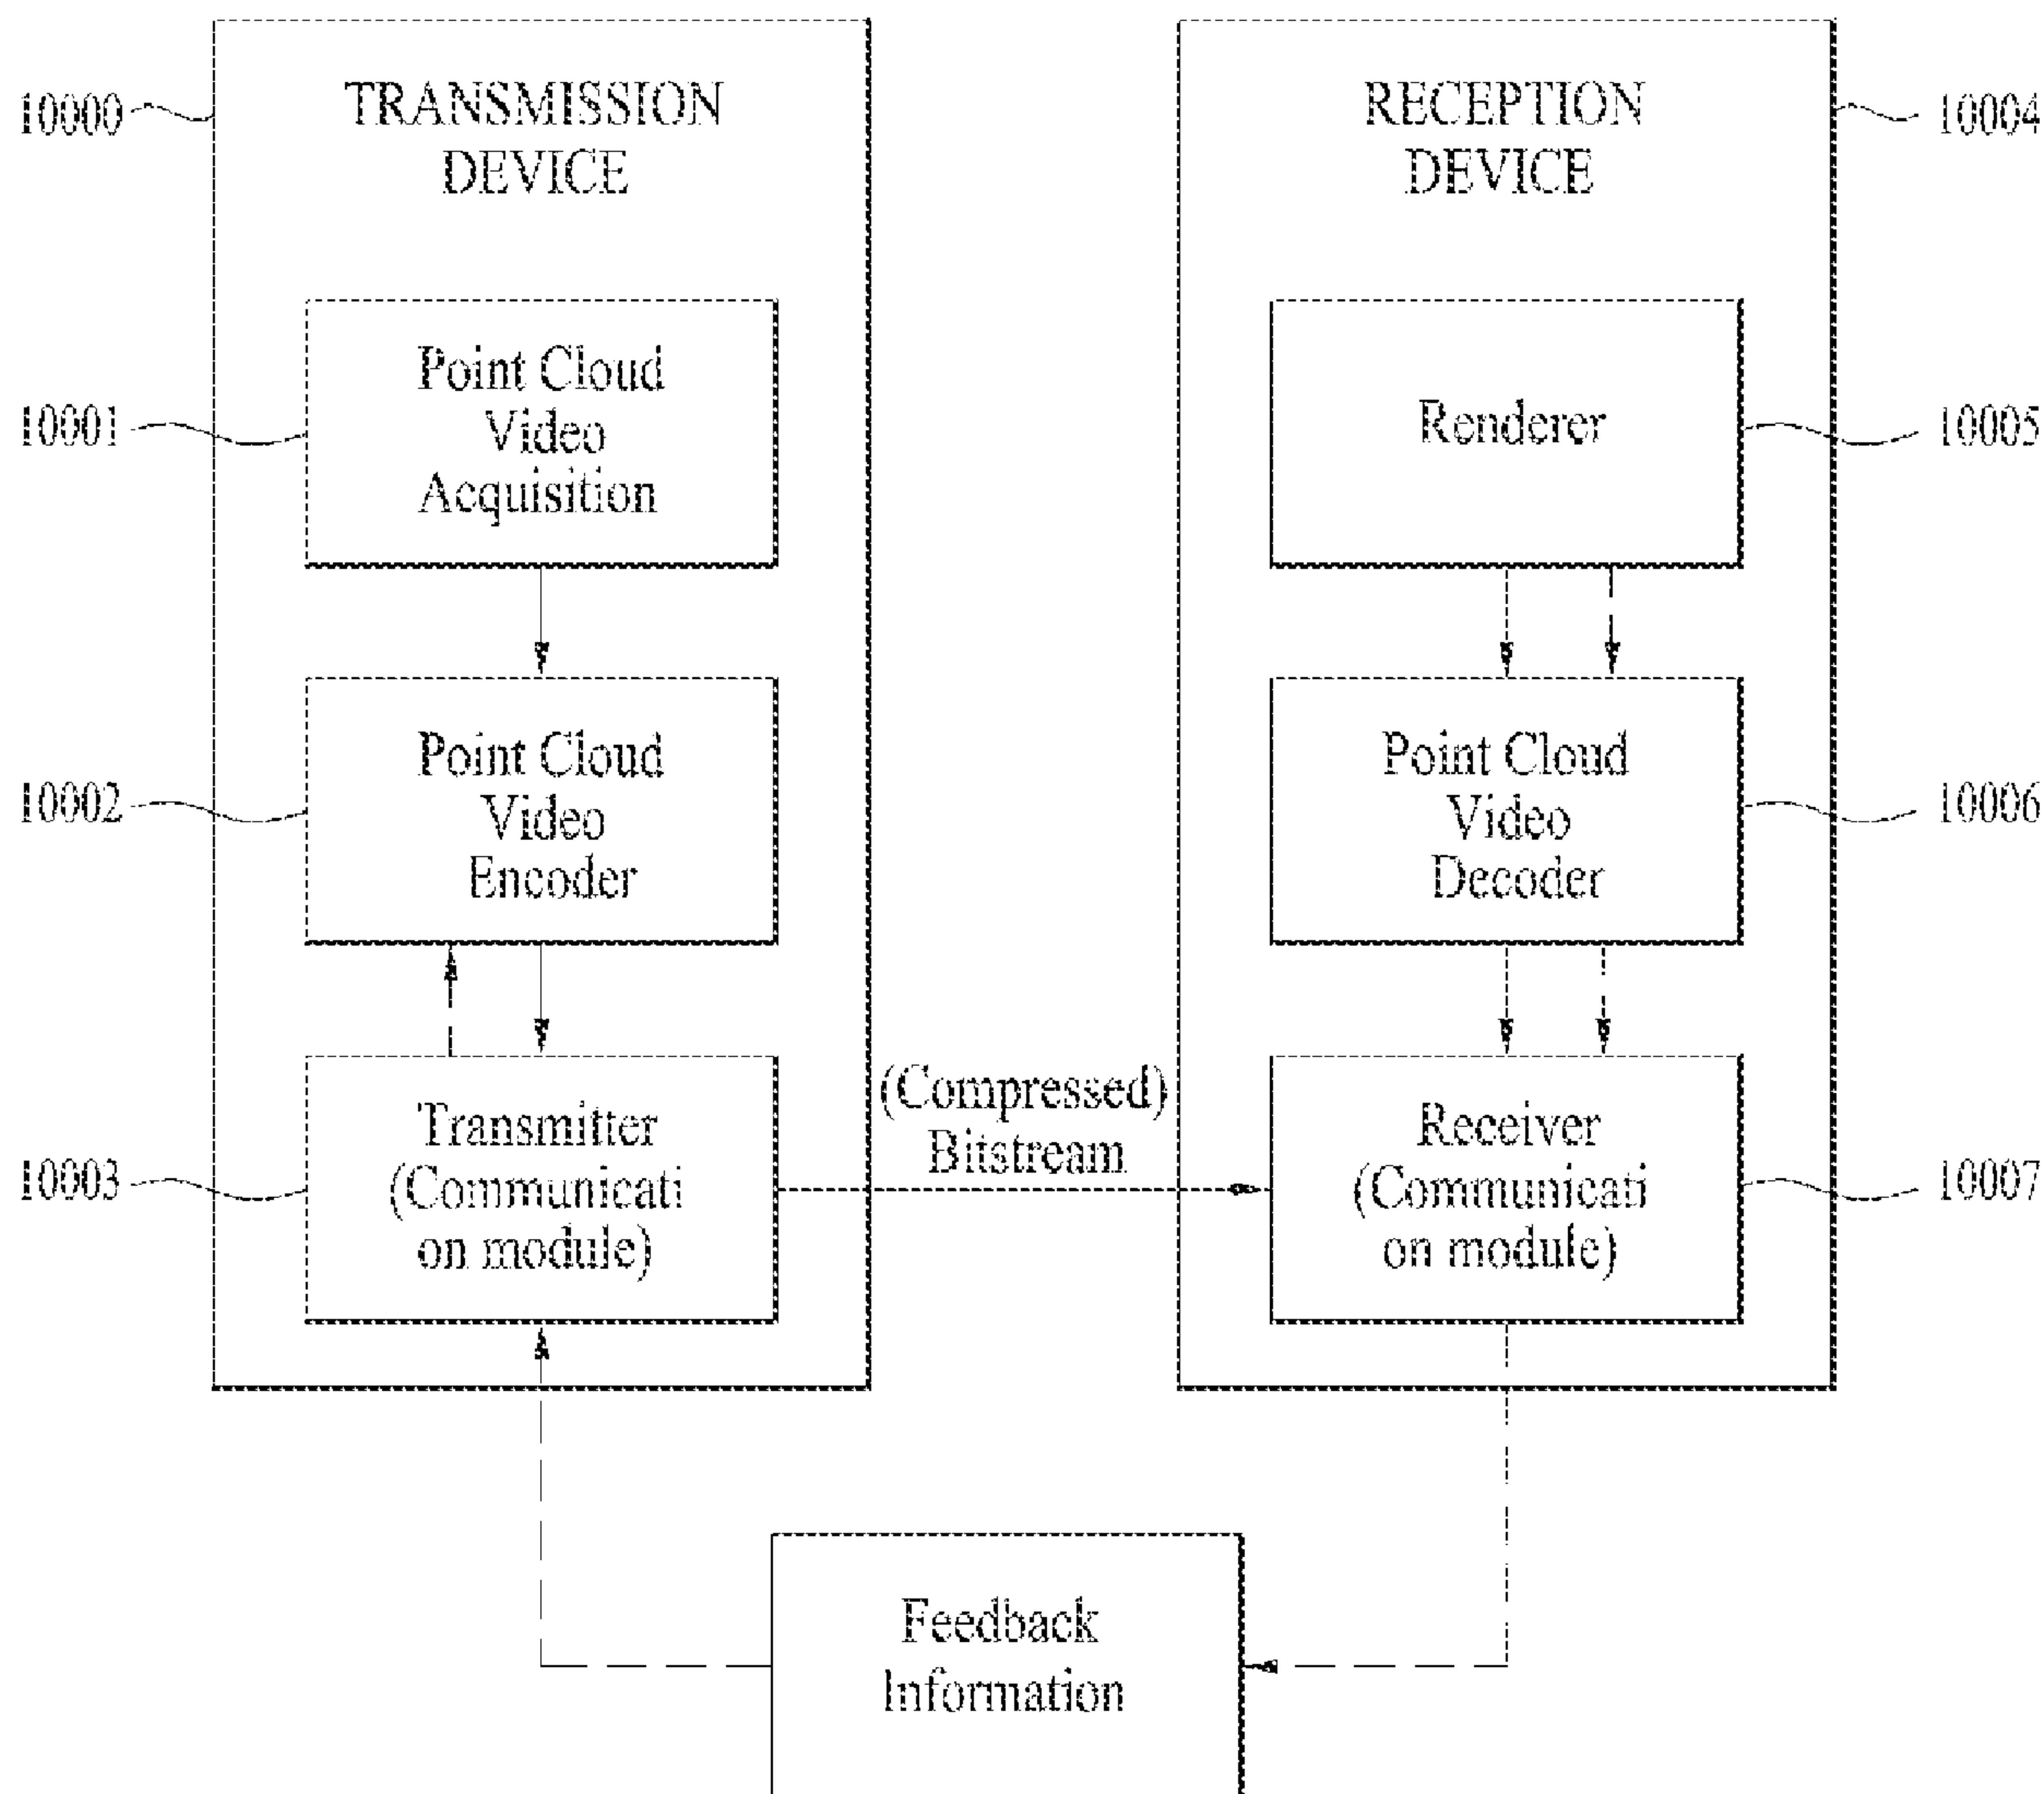 TRANSMISSION
DEVICE
10000
Point Cloud
Video
Acquisition
10001
Point Cloud
Video
Encoder
10002
Transmitter
(Communicati
on module)
10003
(Compressed)
Bitstream
RECEPTION
DEVICE
10004
Renderer
10005
Point Cloud
Video
Decoder
10006
Receiver
(Communicati
on module)
10007
Feedback
Information